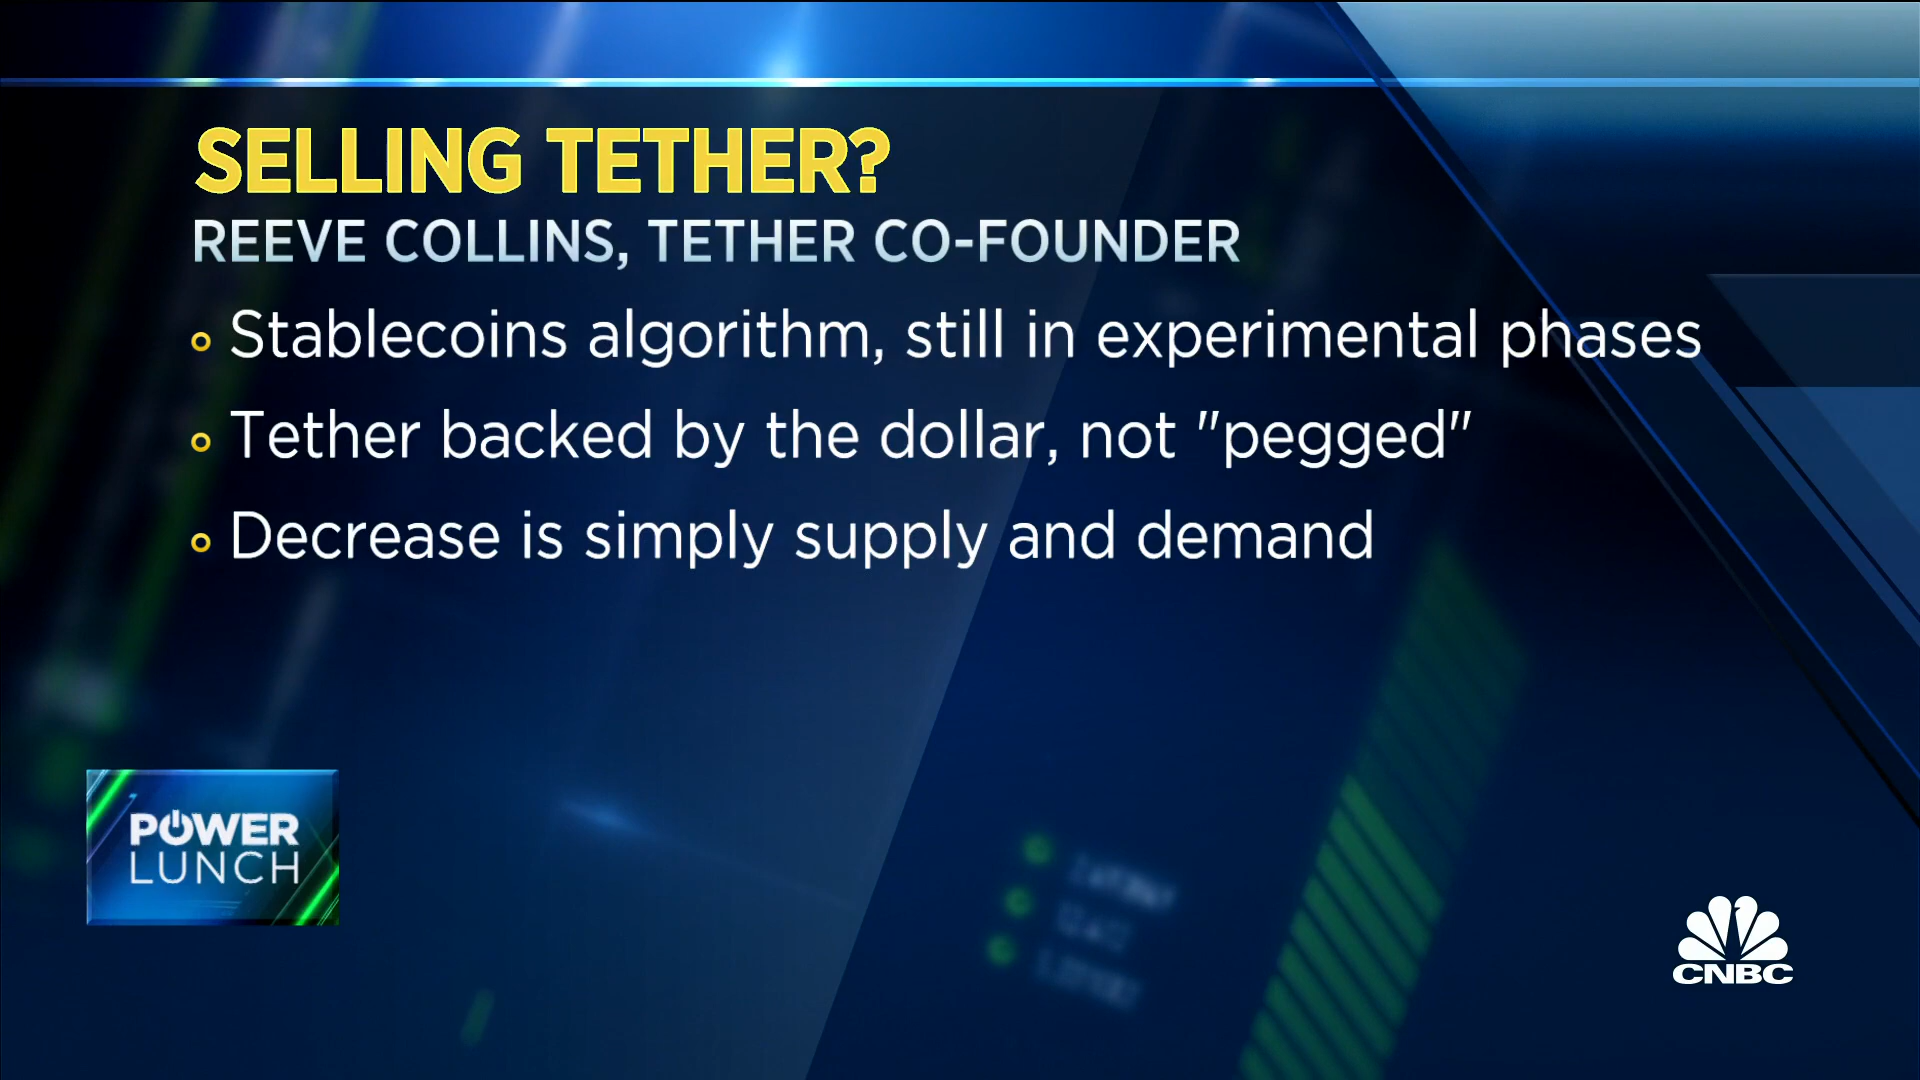 SELLING TETHER?
REEVE COLLINS, TETHER CO-FOUNDER
Stablecoins algorithm, still in experimental phases
Tether backed by the dollar, not "pegged"
Decrease is simply supply and demand
POWER
LUNCH
CNBC